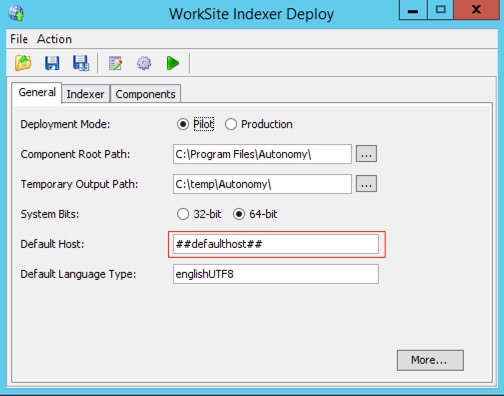 WorkSite Indexer Deploy
File Action
General Indexer Components
Deployment Mode: Pilot Production
Component Root Path: C:\Program Files\Autonomy\ ...
Temporary Output Path: C:\temp\Autonomy\ ...
System Bits: 32-bit 64-bit
Default Host: ##defaulthost##
Default Language Type: englishUTF8
More...